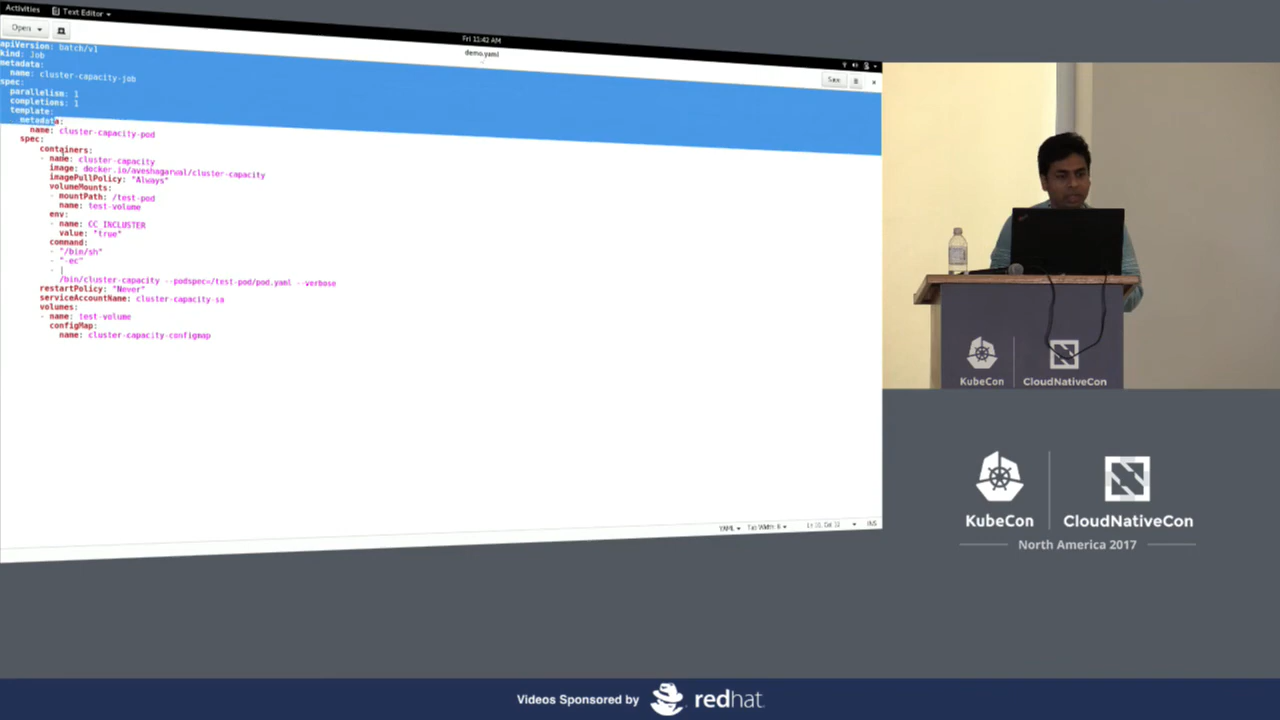 Activities Text Editor
Open
Fri 11:42 AM
demo.yaml
Save
apiVersion: batch/v1
kind: Job
metadata:
name: cluster-capacity-job
spec:
parallelism: 1
completions: 1
template:
metadata:
name: cluster-capacity-pod
spec:
containers:
- name: cluster-capacity
image: docker.io/aveshagarwal/cluster-capacity
imagePullPolicy: "Always"
volumeMounts:
- mountPath: /test-pod
name: test-volume
env:
- name: CC_INCLUSTER
value: "true"
command:
- "/bin/sh"
- "-ec"
- |
/bin/cluster-capacity --podspec=/test-pod/pod.yaml --verbose
restartPolicy: "Never"
serviceAccountName: cluster-capacity-sa
volumes:
- name: test-volume
configMap:
name: cluster-capacity-configmap
YAML Tab Width: 8 INS
KubeCon CloudNativeCon
KubeCon CloudNativeCon
North America 2017
Videos Sponsored by redhat